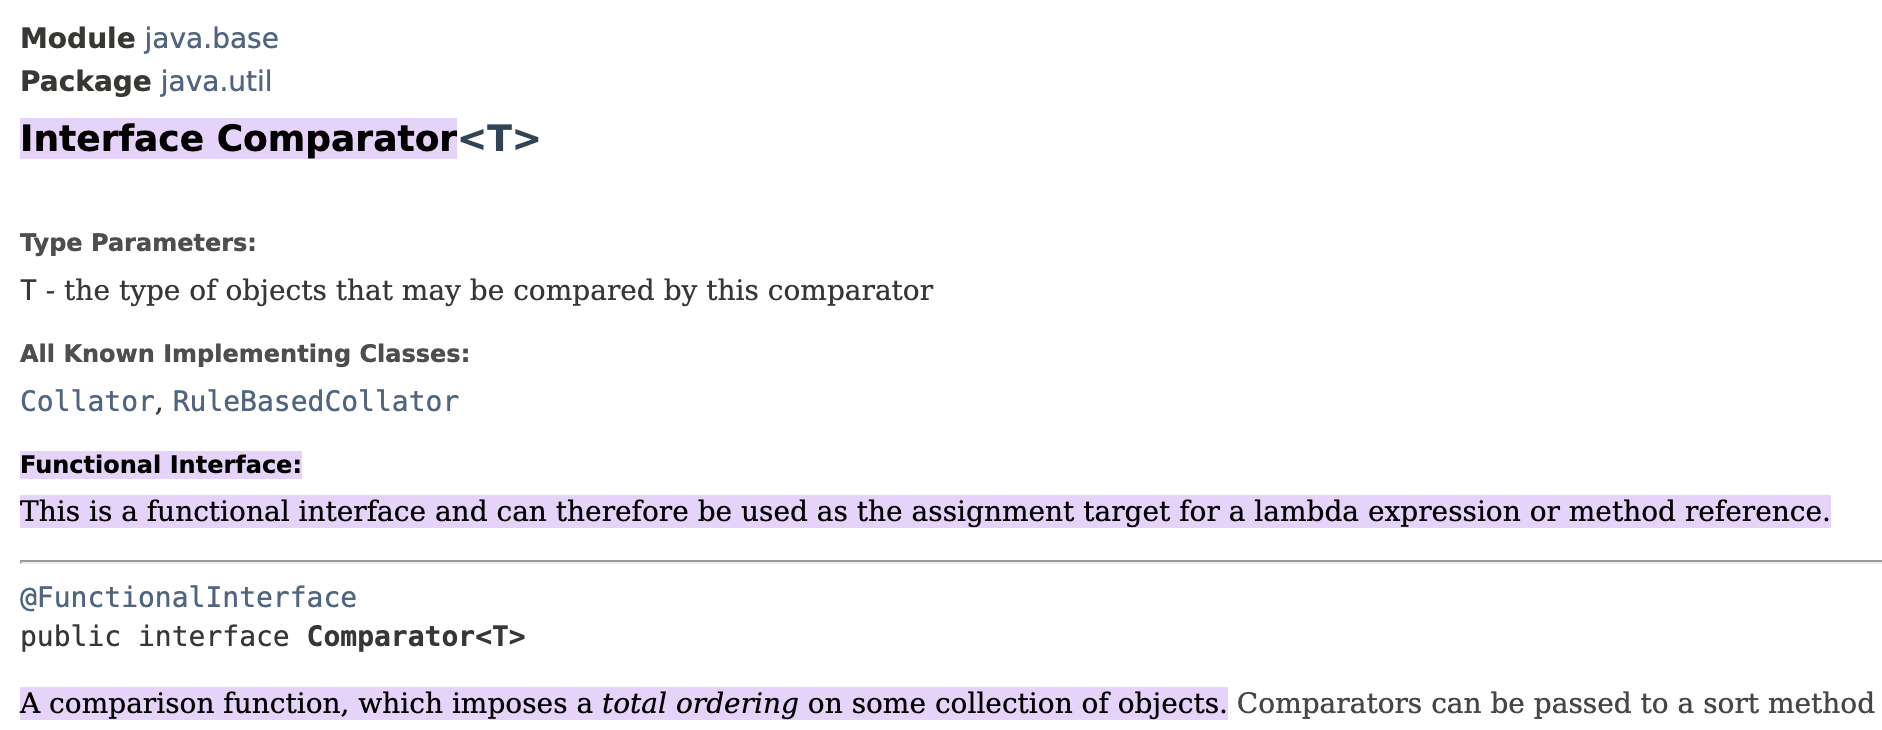 Module java.base
Package java.util
Interface Comparator<T>
Type Parameters:
T - the type of objects that may be compared by this comparator
All Known Implementing Classes:
Collator, RuleBasedCollator
Functional Interface:
This is a functional interface and can therefore be used as the assignment target for a lambda expression or method reference.
@FunctionalInterface
public interface Comparator<T>
A comparison function, which imposes a total ordering on some collection of objects. Comparators can be passed to a sort method